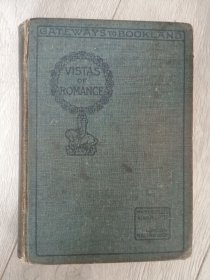 GATEWAYS TO BOOKLAND
VISTAS
OF
ROMANCE